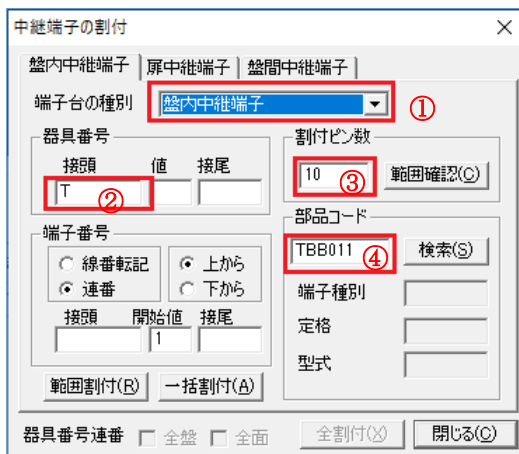 中継端子の割付
盤内中継端子 扉中継端子 盤間中継端子
端子台の種別 盤内中継端子 ①
器具番号
接頭 値 接尾
T ②
割付ピン数
10 ③ 範囲確認(C)
端子番号
線番転記 上から
連番 下から
接頭 開始値 接尾
1
部品コード
TBB011 ④ 検索(S)
端子種別
定格
型式
範囲割付(R) 一括割付(A)
器具番号連番 全盤 全面 全割付(X) 閉じる(C)